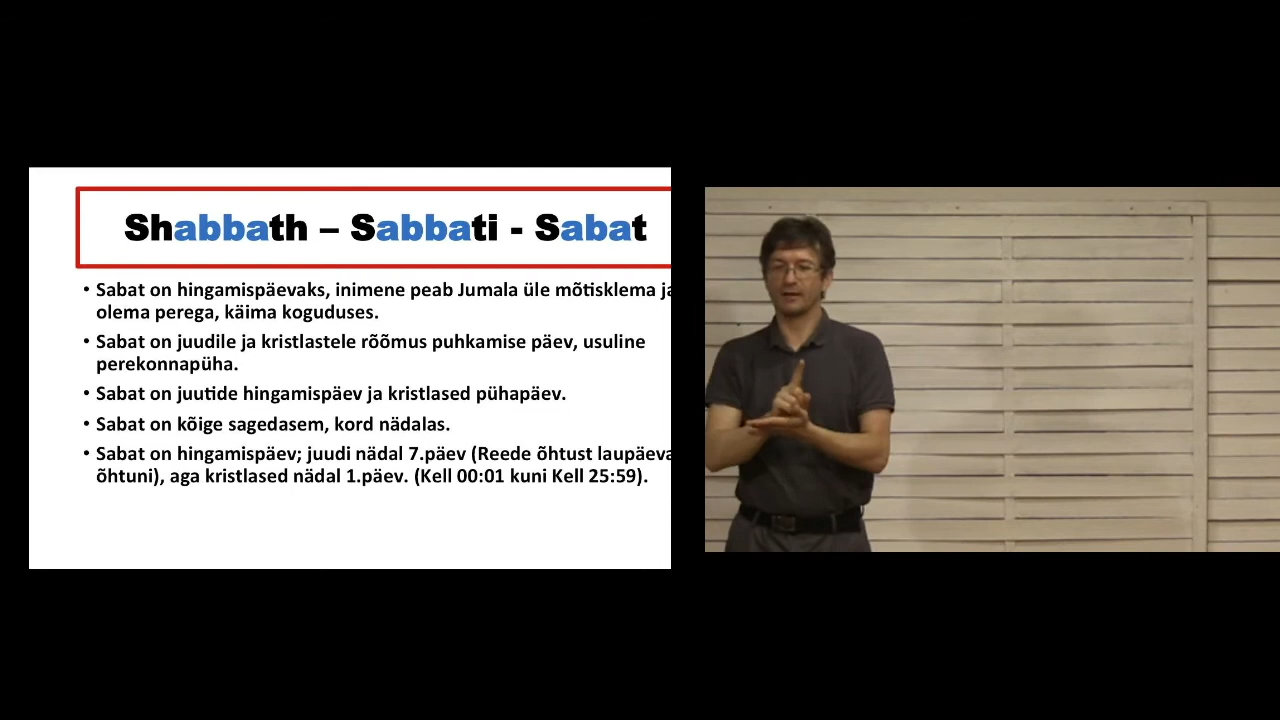 Shabbath – Sabbati - Sabat
• Sabat on hingamispäevaks, inimene peab Jumala üle mõtisklema ja
olema perega, käima koguduses.
• Sabat on juudile ja kristlastele rõõmus puhkamise päev, usuline
perekonnapüha.
• Sabat on juutide hingamispäev ja kristlased pühapäev.
• Sabat on kõige sagedasem, kord nädalas.
• Sabat on hingamispäev; juudi nädal 7.päev (Reede õhtust laupäeva
õhtuni), aga kristlased nädal 1.päev. (Kell 00:01 kuni Kell 25:59).